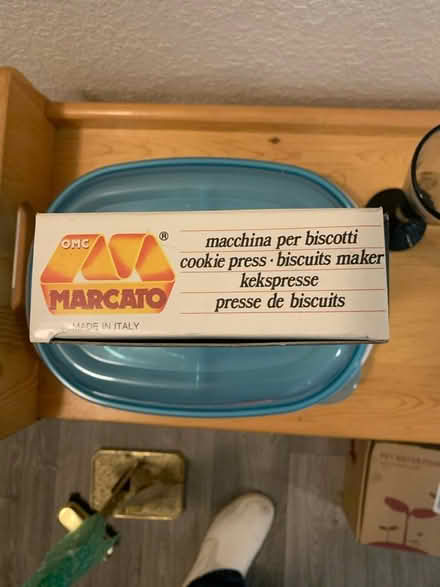 OMC
®
MARCATO
MADE IN ITALY
macchina per biscotti
cookie press · biscuits maker
kekspresse
presse de biscuits